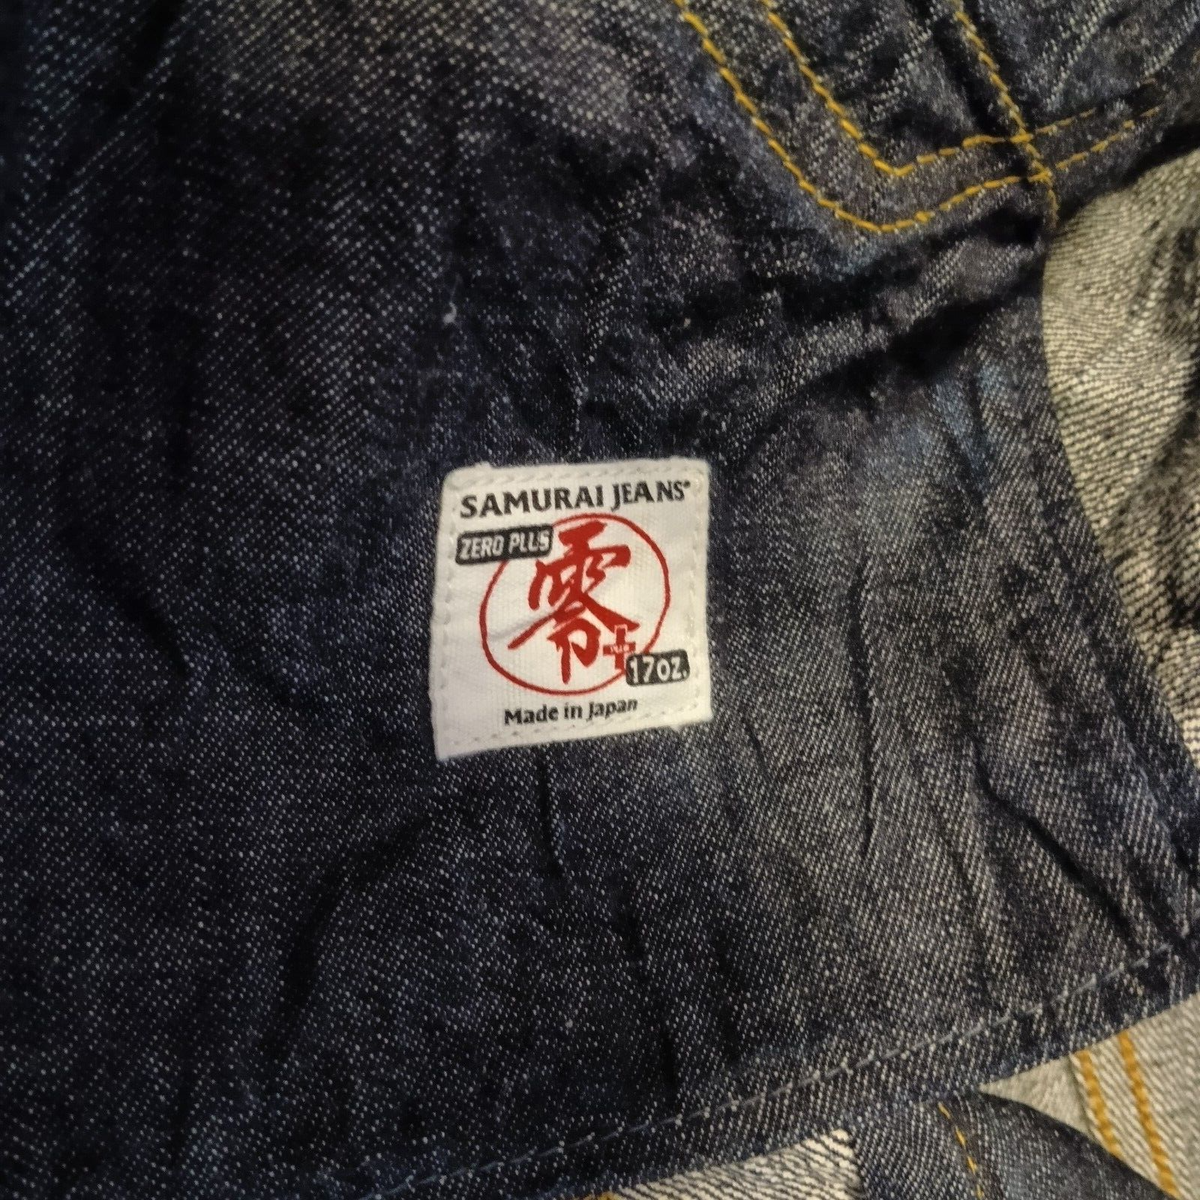 SAMURAI JEANS®
ZERO PLUS
零
17oz.
Made in Japan